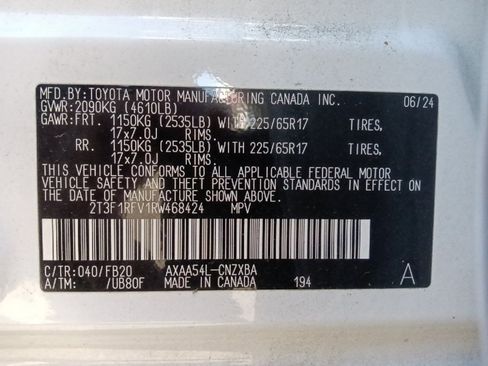 MFD.BY:TOYOTA MOTOR MANUFACTURING CANADA INC. 06/24
GVWR:2090KG (4610LB)
GAWR:FRT. 1150KG (2535LB) WITH 225/65R17 TIRES,
17x7.0J RIMS.
RR. 1150KG (2535LB) WITH 225/65R17 TIRES,
17x7.0J RIMS.
THIS VEHICLE CONFORMS TO ALL APPLICABLE FEDERAL MOTOR
VEHICLE SAFETY AND THEFT PREVENTION STANDARDS IN EFFECT ON
THE DATE OF MANUFACTURE SHOWN ABOVE.
2T3F1RFV1RW468424 MPV
C/TR:040/FB20 AXAA54L-CNZXBA A
A/TM: /UB80F MADE IN CANADA 194